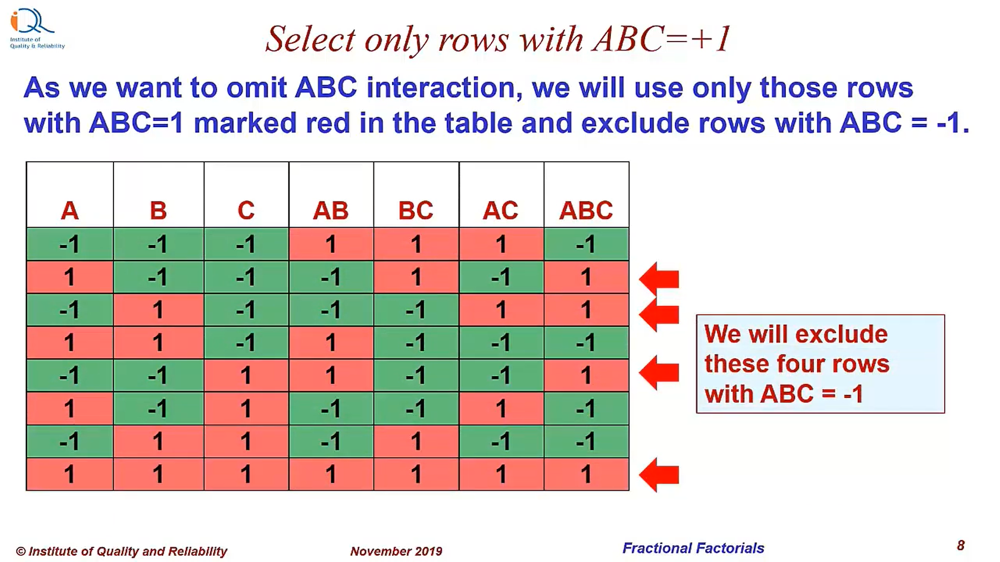 iQR
Institute of
Quality & Reliability
Select only rows with ABC=+1
As we want to omit ABC interaction, we will use only those rows
with ABC=1 marked red in the table and exclude rows with ABC = -1.
A B C AB BC AC ABC
-1 -1 -1 1 1 1 -1
1 -1 -1 -1 1 -1 1
-1 1 -1 -1 -1 1 1
1 1 -1 1 -1 -1 -1
-1 -1 1 1 -1 -1 1
1 -1 1 -1 -1 1 -1
-1 1 1 -1 1 -1 -1
1 1 1 1 1 1 1
We will exclude
these four rows
with ABC = -1
© Institute of Quality and Reliability
November 2019
Fractional Factorials
8